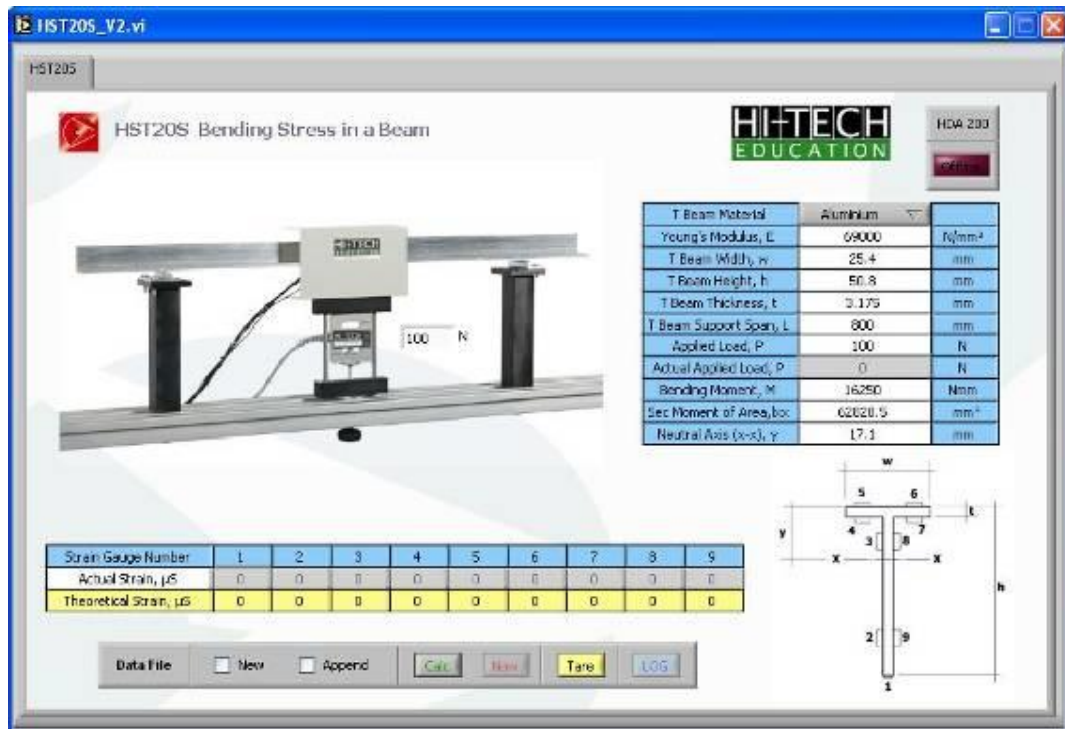 HST20S_V2.vi
HST20S
HST20S Bending Stress in a Beam
HI-TECH
EDUCATION
HDA 200
Offline
HI-TECH
100 N
T Beam Material Aluminium
Young's Modulus, E 69000 N/mm²
T Beam Width, w 25.4 mm
T Beam Height, h 50.8 mm
T Beam Thickness, t 3.175 mm
T Beam Support Span, L 800 mm
Applied Load, P 100 N
Actual Applied Load, P 0 N
Bending Moment, M 16250 Nmm
Sec Moment of Area, Ixx 62828.5 mm⁴
Neutral Axis (x-x), y 17.1 mm
w
5 6
t
y
4 7
3 8
x x
h
2 9
1
Strain Gauge Number 1 2 3 4 5 6 7 8 9
Actual Strain, µS 0 0 0 0 0 0 0 0 0
Theoretical Strain, µS 0 0 0 0 0 0 0 0 0
Data File New Append Calc Tare LOG